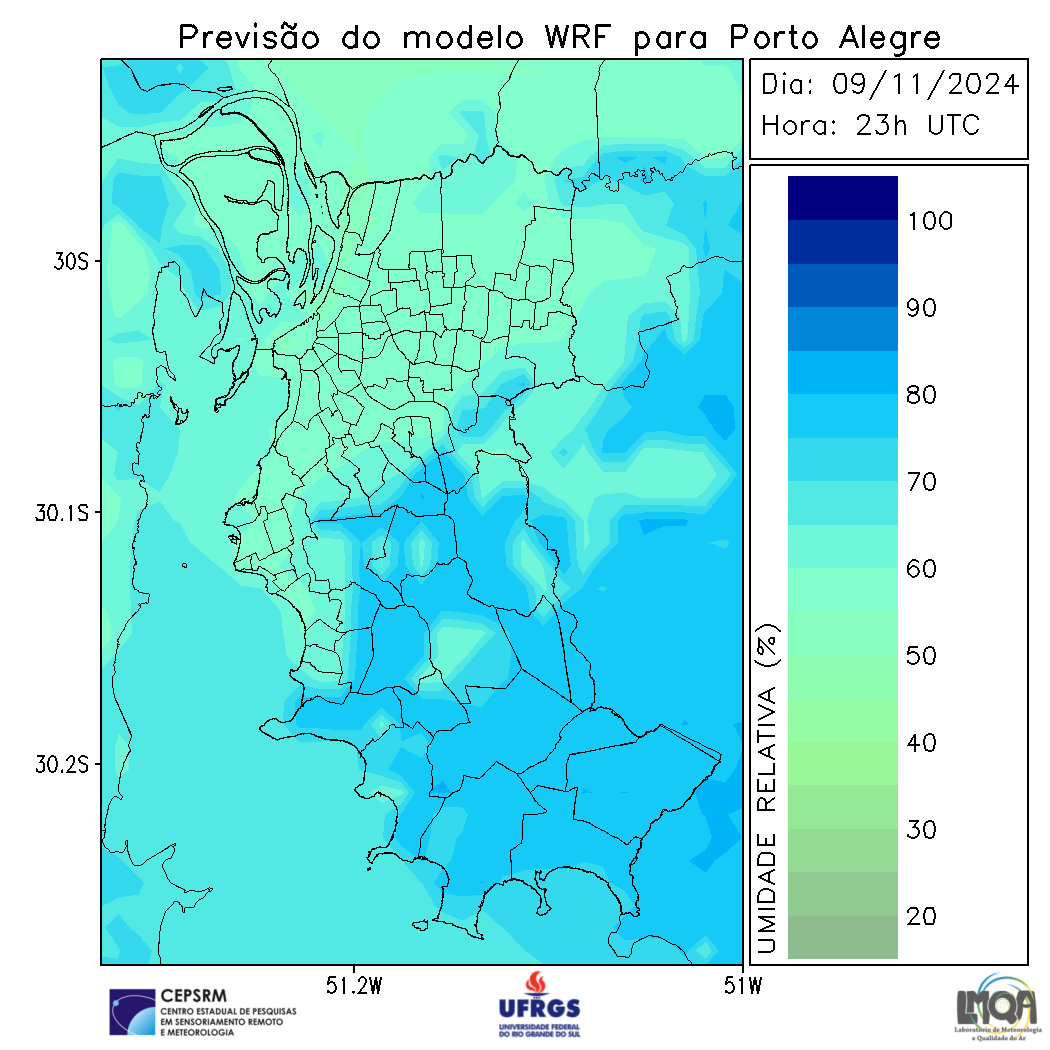 Previsão do modelo WRF para Porto Alegre
Dia: 09/11/2024
Hora: 23h UTC
30S
30.1S
30.2S
51.2W
51W
100
90
80
70
60
50
40
30
20
UMIDADE RELATIVA (%)
CEPSRM
CENTRO ESTADUAL DE PESQUISAS
EM SENSORIAMENTO REMOTO
E METEOROLOGIA
UFRGS
UNIVERSIDADE FEDERAL
DO RIO GRANDE DO SUL
LMQA
Laboratório de Meteorologia
e Qualidade do Ar